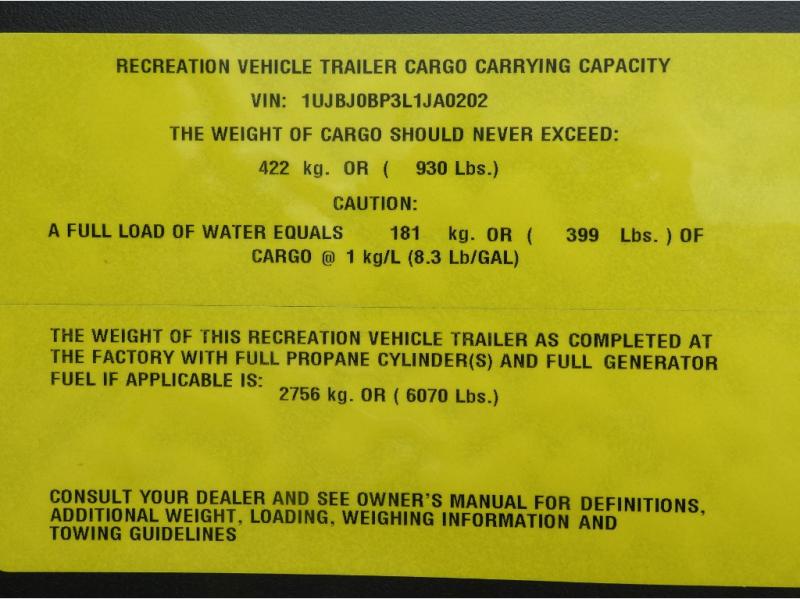 RECREATION VEHICLE TRAILER CARGO CARRYING CAPACITY
VIN: 1UJBJ0BP3L1JA0202
THE WEIGHT OF CARGO SHOULD NEVER EXCEED:
422 kg. OR ( 930 Lbs.)
CAUTION:
A FULL LOAD OF WATER EQUALS 181 kg. OR ( 399 Lbs. ) OF
CARGO @ 1 kg/L (8.3 Lb/GAL)
THE WEIGHT OF THIS RECREATION VEHICLE TRAILER AS COMPLETED AT
THE FACTORY WITH FULL PROPANE CYLINDER(S) AND FULL GENERATOR
FUEL IF APPLICABLE IS:
2756 kg. OR ( 6070 Lbs.)
CONSULT YOUR DEALER AND SEE OWNER'S MANUAL FOR DEFINITIONS,
ADDITIONAL WEIGHT, LOADING, WEIGHING INFORMATION AND
TOWING GUIDELINES